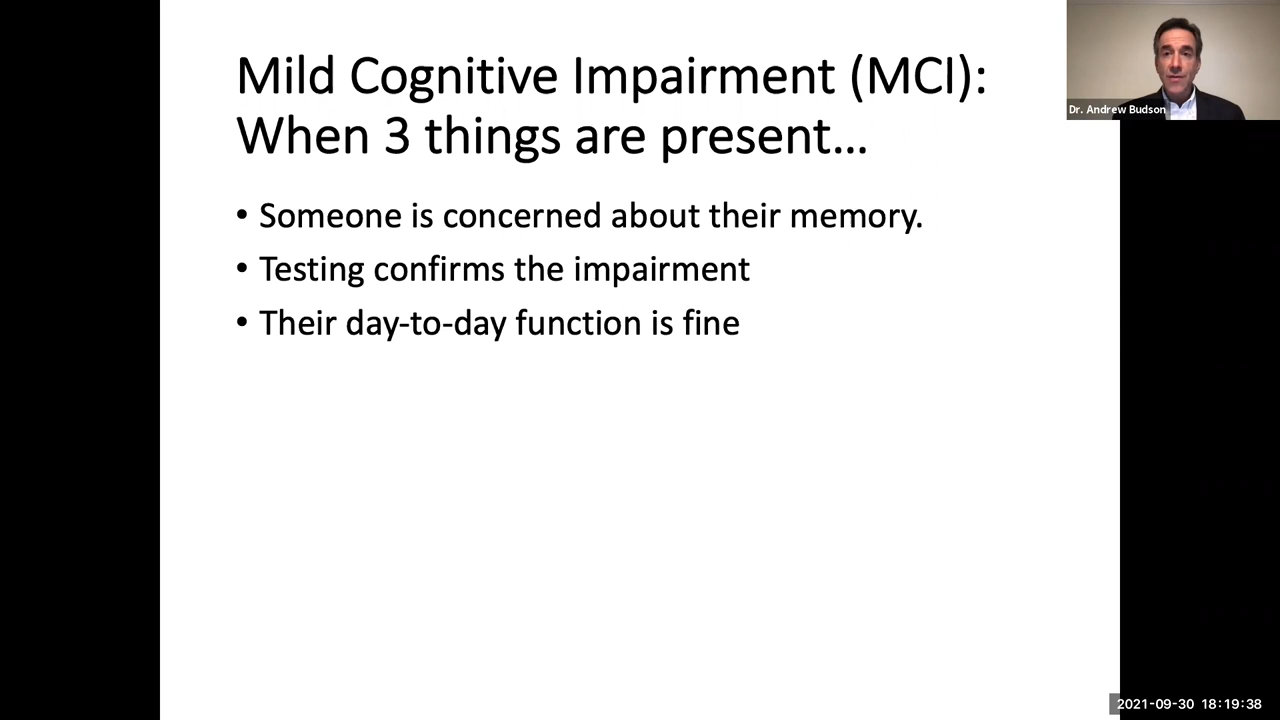 Mild Cognitive Impairment (MCI):
When 3 things are present...
• Someone is concerned about their memory.
• Testing confirms the impairment
• Their day-to-day function is fine
Dr. Andrew Budson
2021-09-30 18:19:38